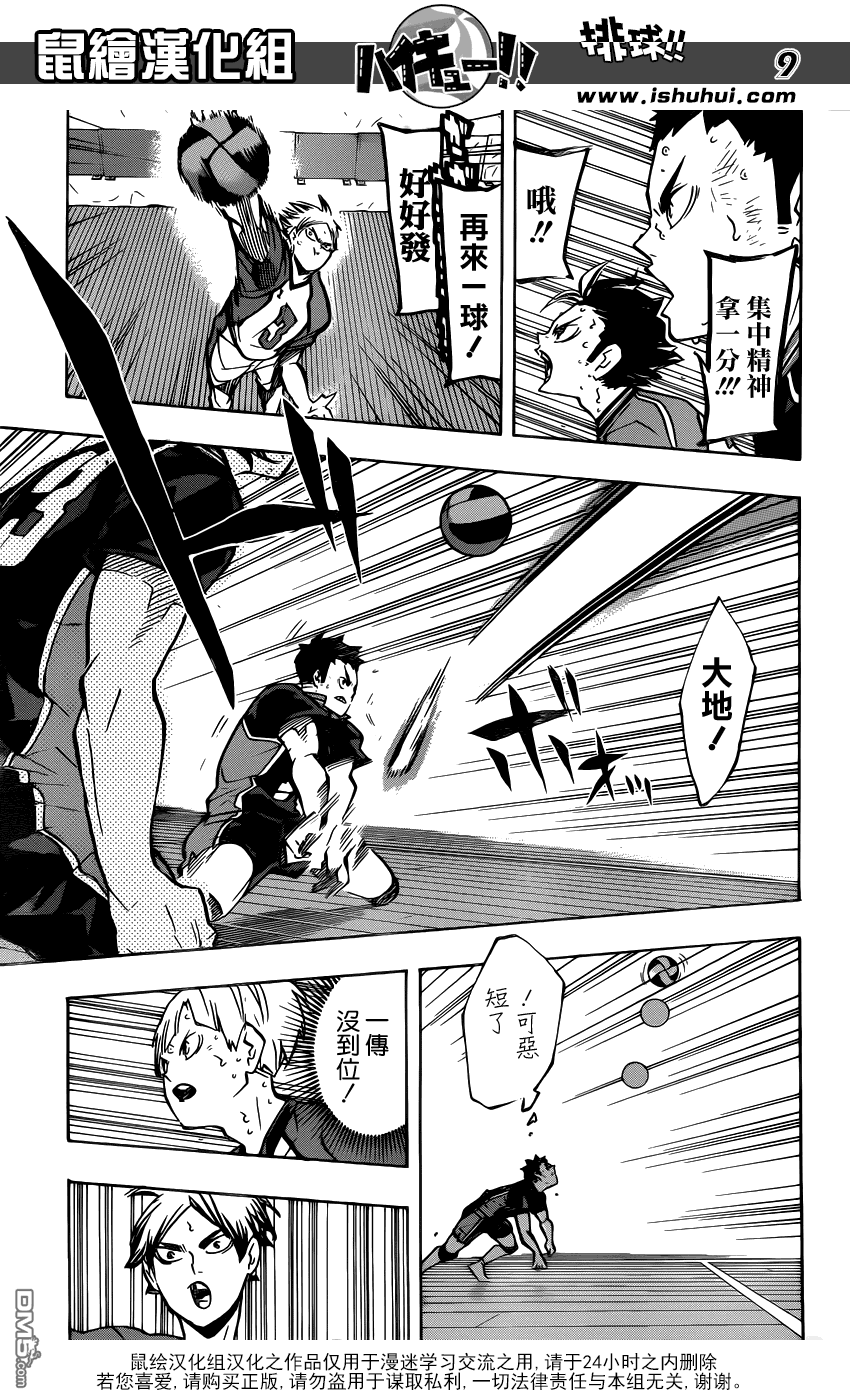 鼠繪漢化組
ハイキュー!!
排球!!
9
www.ishuhui.com
集中精神
拿一分!!!
哦!!
再來一球!
好好發
3
大地!
3
!可惡
短了
一傳
沒到位!
DM5.com
鼠绘汉化组汉化之作品仅用于漫迷学习交流之用,请于24小时之内删除
若您喜爱,请购买正版,请勿用于谋取私利,一切法律责任与本组无关,谢谢。